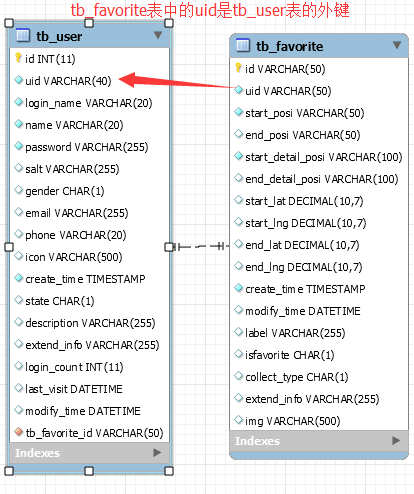 tb_favorite表中的uid是tb_user表的外键
tb_user
id INT(11)
uid VARCHAR(40)
login_name VARCHAR(20)
name VARCHAR(20)
password VARCHAR(255)
salt VARCHAR(255)
gender CHAR(1)
email VARCHAR(255)
phone VARCHAR(20)
icon VARCHAR(500)
create_time TIMESTAMP
state CHAR(1)
description VARCHAR(255)
extend_info VARCHAR(255)
login_count INT(11)
last_visit DATETIME
modify_time DATETIME
tb_favorite_id VARCHAR(50)
Indexes
tb_favorite
id VARCHAR(50)
uid VARCHAR(50)
start_posi VARCHAR(50)
end_posi VARCHAR(50)
start_detail_posi VARCHAR(100)
end_detail_posi VARCHAR(100)
start_lat DECIMAL(10,7)
start_lng DECIMAL(10,7)
end_lat DECIMAL(10,7)
end_lng DECIMAL(10,7)
create_time TIMESTAMP
modify_time DATETIME
label VARCHAR(255)
isfavorite CHAR(1)
collect_type CHAR(1)
extend_info VARCHAR(255)
img VARCHAR(500)
Indexes